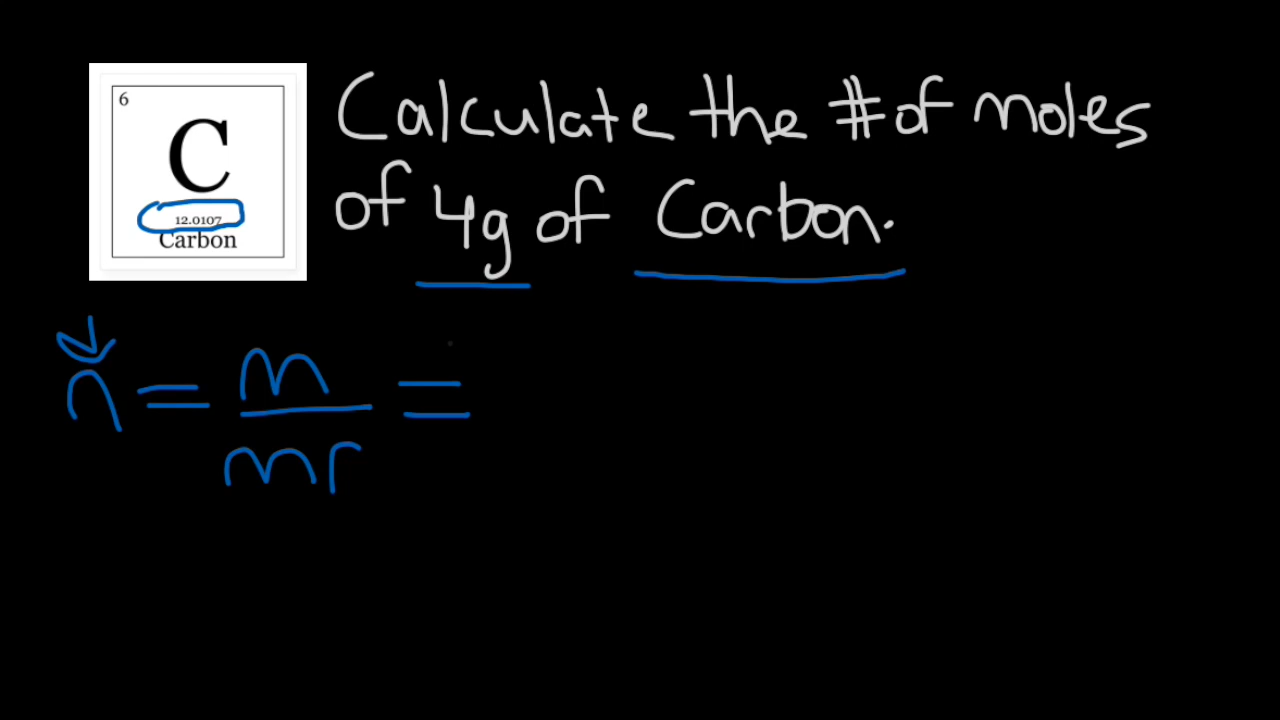 6
C
12.0107
Carbon
Calculate the # of moles
of 4g of Carbon.
n = m/mr =